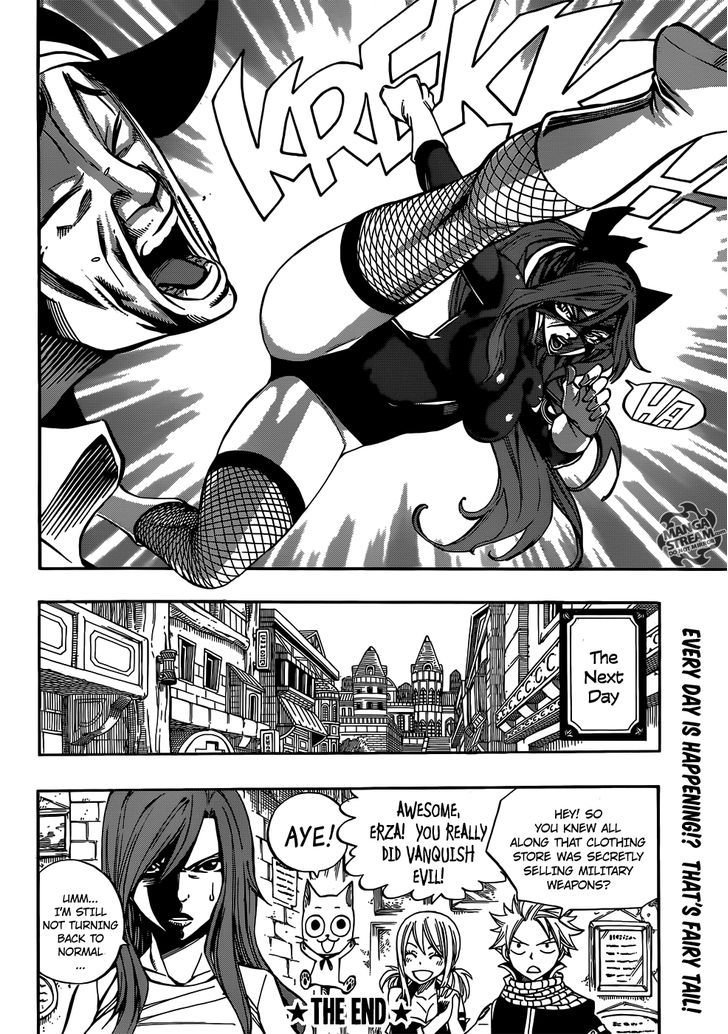 KREKK!!
HA!
MANGA
STREAM
The
Next
Day
HOTEL
EVERY DAY IS HAPPENING!? THAT'S FAIRY TAIL!
HEY! SO
YOU KNEW ALL
ALONG THAT CLOTHING
STORE WAS SECRETLY
SELLING MILITARY
WEAPONS?
AWESOME,
ERZA! YOU REALLY
DID VANQUISH
EVIL!
AYE!
UMM...
I'M STILL
NOT TURNING
BACK TO
NORMAL
...
★ THE END ★